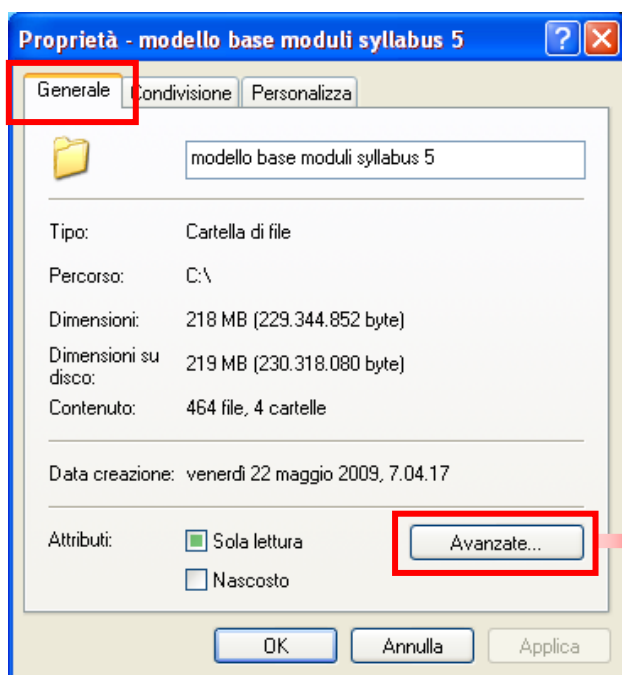 Proprietà - modello base moduli syllabus 5
Generale Condivisione Personalizza
modello base moduli syllabus 5
Tipo: Cartella di file
Percorso: C:\
Dimensioni: 218 MB (229.344.852 byte)
Dimensioni su
disco: 219 MB (230.318.080 byte)
Contenuto: 464 file, 4 cartelle
Data creazione: venerdì 22 maggio 2009, 7.04.17
Attributi: Sola lettura Avanzate...
Nascosto
OK Annulla Applica